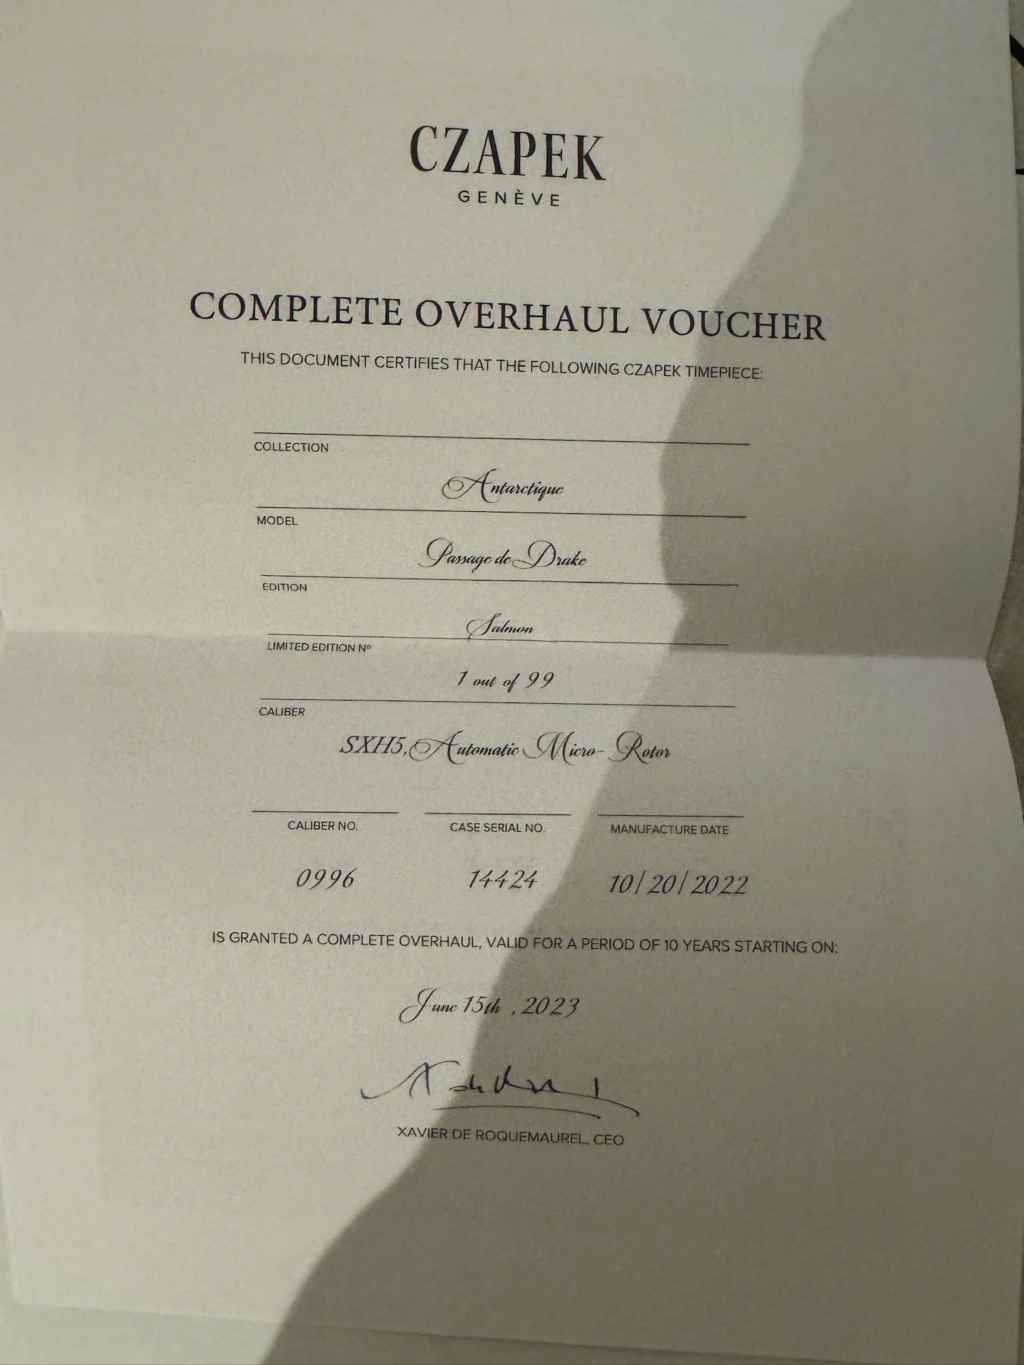 CZAPEK
GENÈVE
COMPLETE OVERHAUL VOUCHER
THIS DOCUMENT CERTIFIES THAT THE FOLLOWING CZAPEK TIMEPIECE:
COLLECTION
Antarctique
MODEL
Passage de Drake
EDITION
Salmon
LIMITED EDITION Nº
1 out of 99
CALIBER
SXH5, Automatic Micro- Rotor
CALIBER NO. CASE SERIAL NO. MANUFACTURE DATE
0996 14424 10/20/2022
IS GRANTED A COMPLETE OVERHAUL, VALID FOR A PERIOD OF 10 YEARS STARTING ON:
June 15th , 2023
XAVIER DE ROQUEMAUREL, CEO